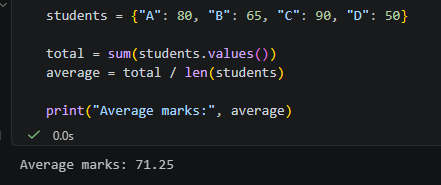 students = {"A": 80, "B": 65, "C": 90, "D": 50}
total = sum(students.values())
average = total / len(students)
print("Average marks:", average)
0.0s
Average marks: 71.25